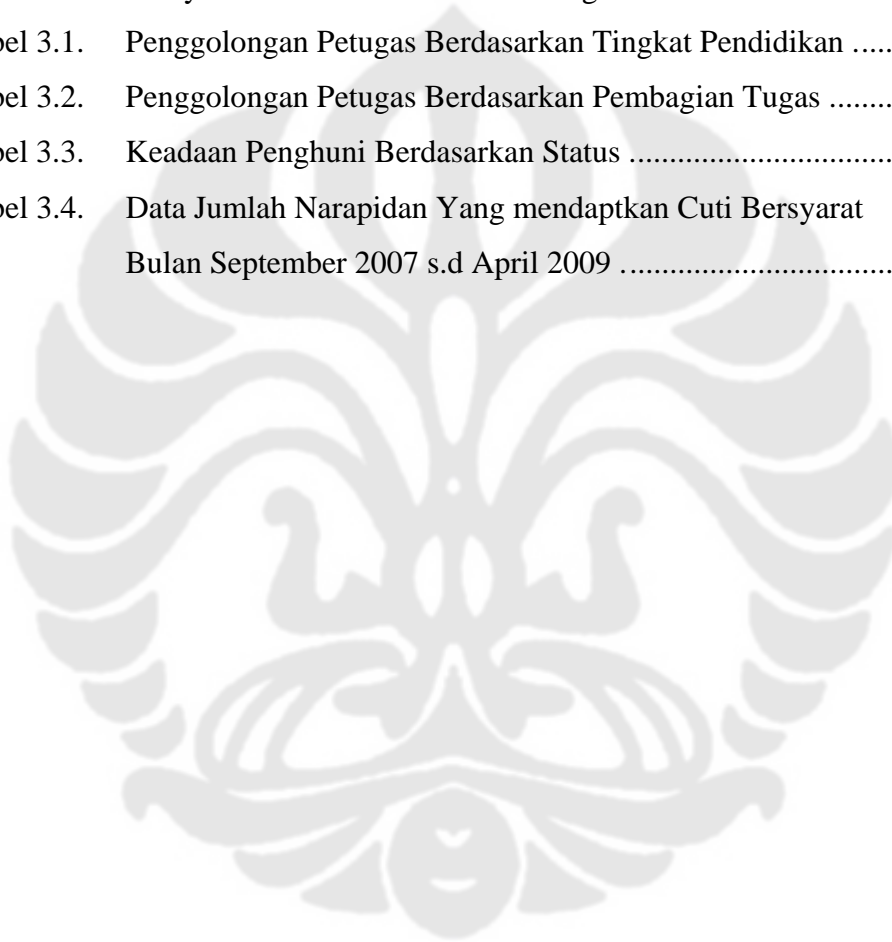 bel 3.1. Penggolongan Petugas Berdasarkan Tingkat Pendidikan .....
bel 3.2. Penggolongan Petugas Berdasarkan Pembagian Tugas ........
bel 3.3. Keadaan Penghuni Berdasarkan Status .................................
bel 3.4. Data Jumlah Narapidan Yang mendaptkan Cuti Bersyarat
Bulan September 2007 s.d April 2009 ..................................